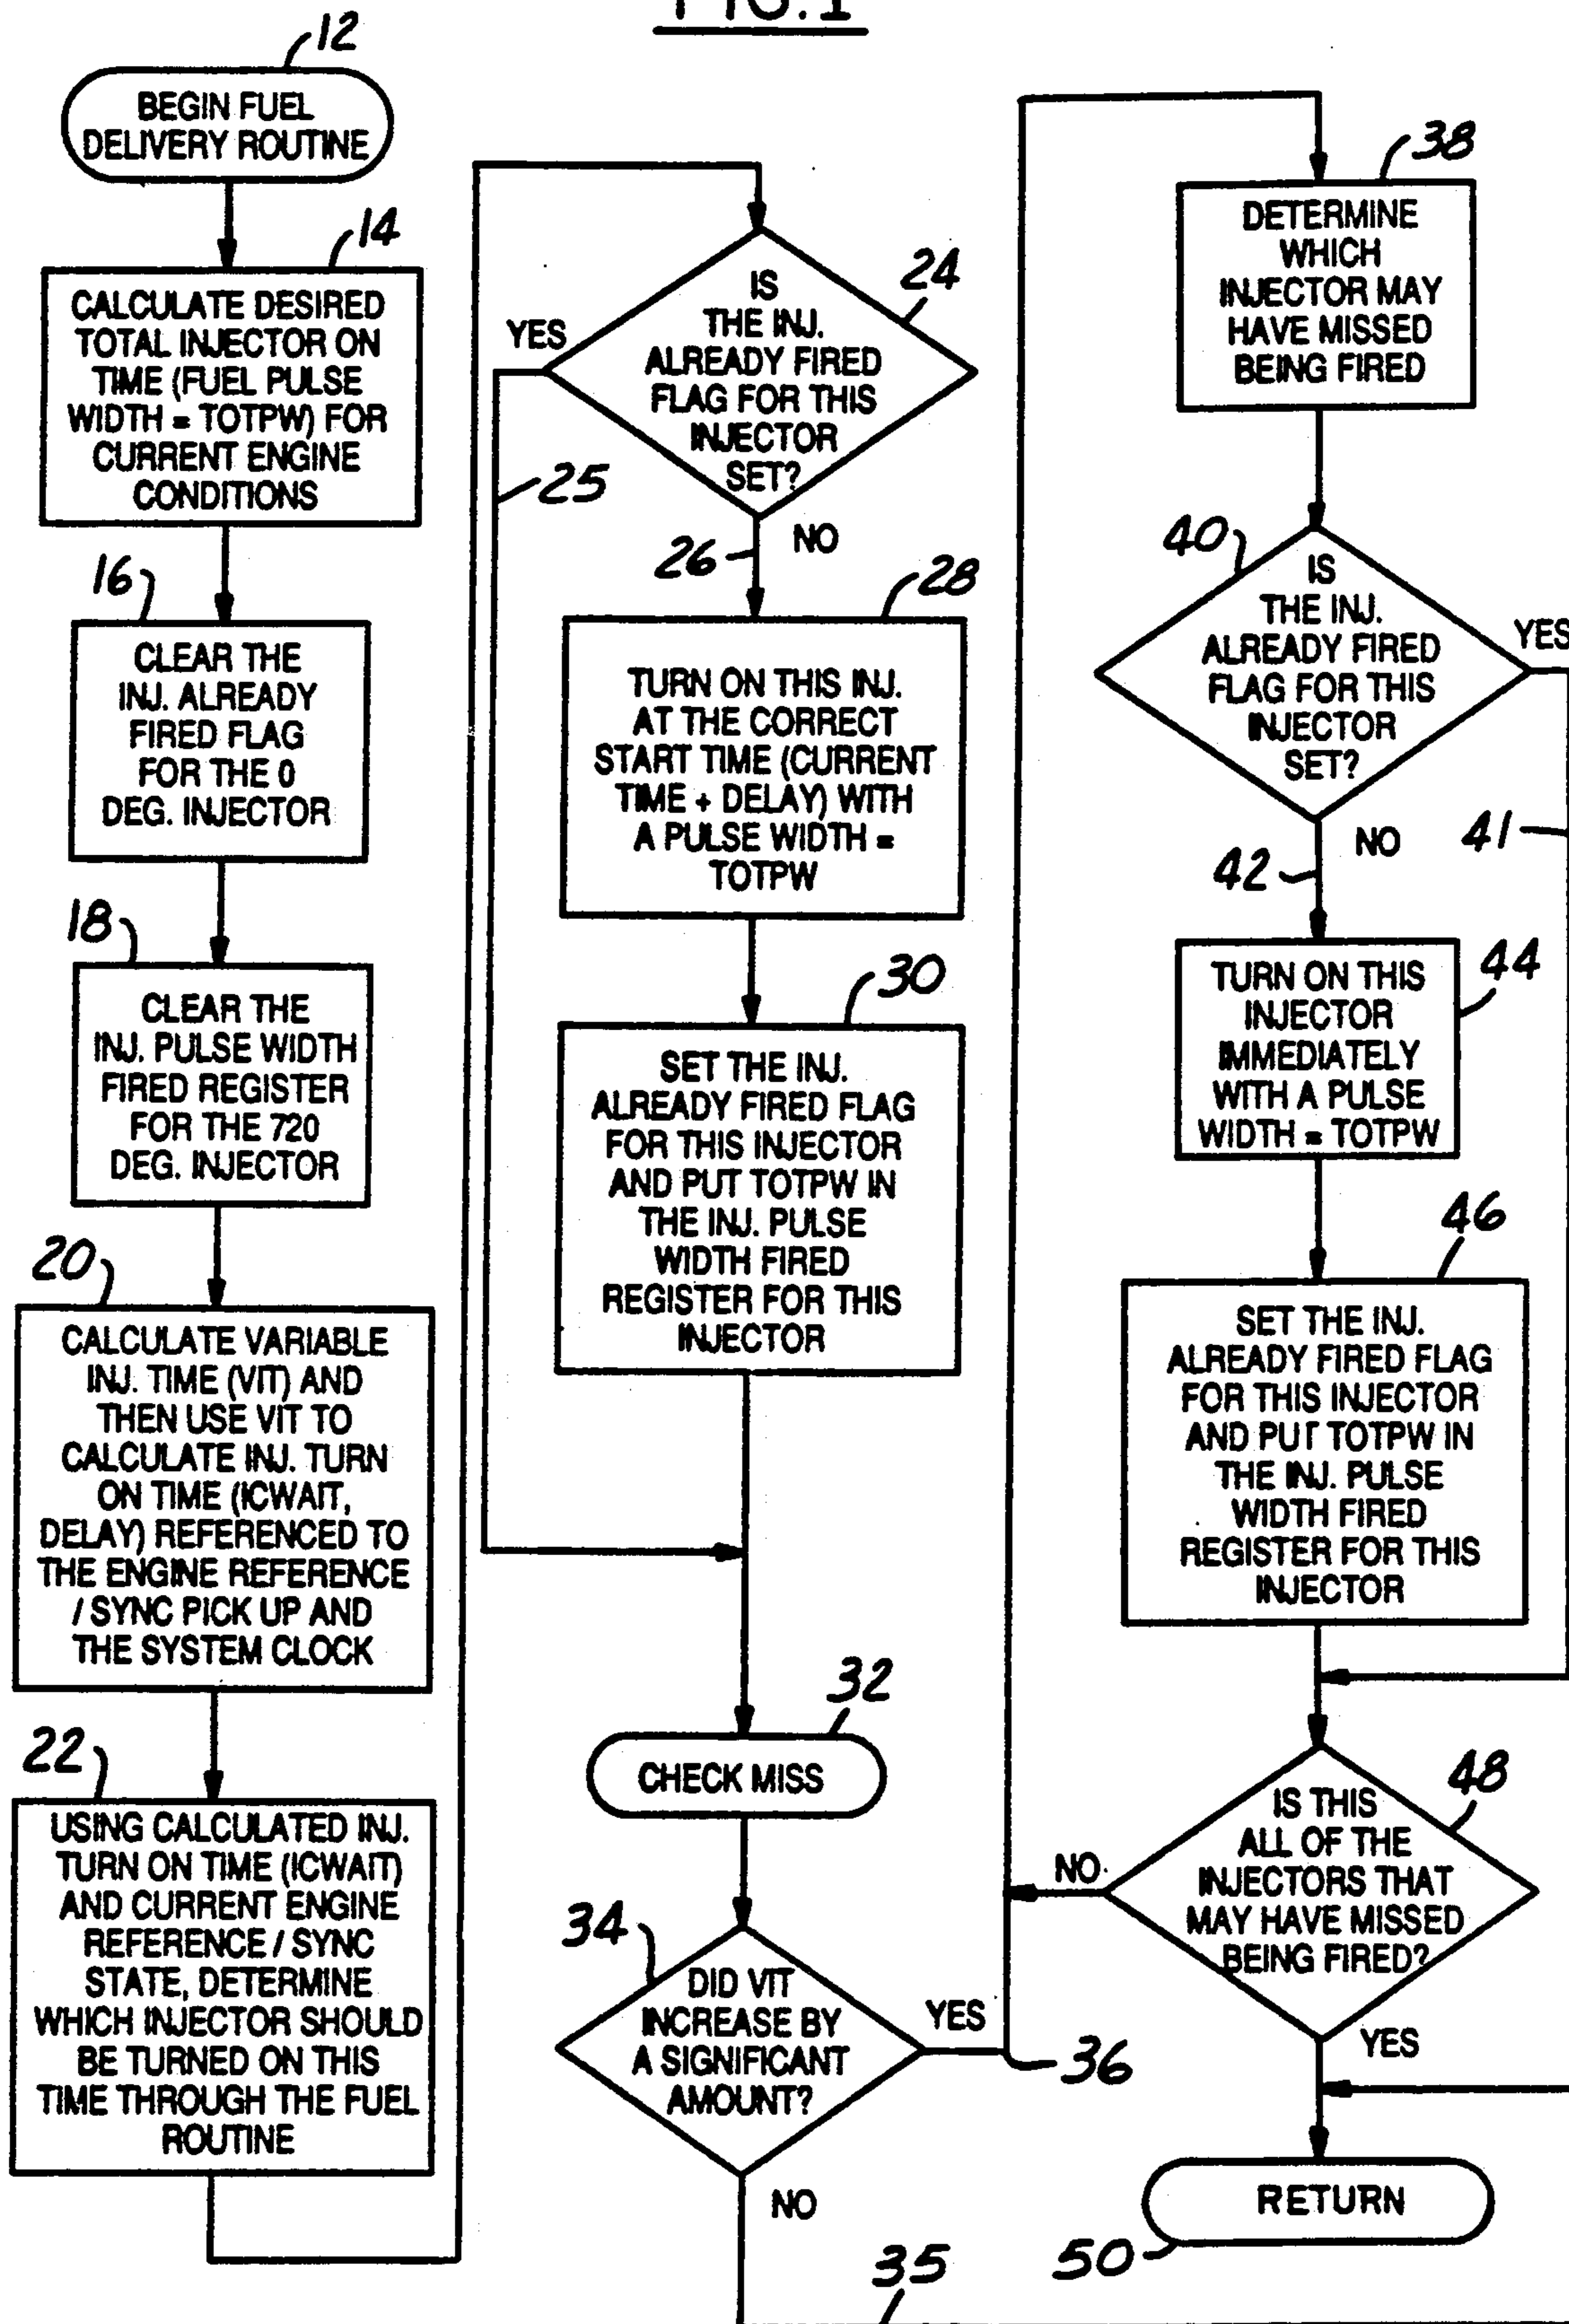 FIG. 1
12
BEGIN FUEL
DELIVERY ROUTINE
14
CALCULATE DESIRED
TOTAL INJECTOR ON
TIME (FUEL PULSE
WIDTH = TOTPW) FOR
CURRENT ENGINE
CONDITIONS
16
CLEAR THE
INJ. ALREADY
FIRED FLAG
FOR THE 0
DEG. INJECTOR
18
CLEAR THE
INJ. PULSE WIDTH
FIRED REGISTER
FOR THE 720
DEG. INJECTOR
20
CALCULATE VARIABLE
INJ. TIME (VIT) AND
THEN USE VIT TO
CALCULATE INJ. TURN
ON TIME (ICWAIT,
DELAY) REFERENCED TO
THE ENGINE REFERENCE
/ SYNC PICK UP AND
THE SYSTEM CLOCK
22
USING CALCULATED INJ.
TURN ON TIME (ICWAIT)
AND CURRENT ENGINE
REFERENCE / SYNC
STATE, DETERMINE
WHICH INJECTOR SHOULD
BE TURNED ON THIS
TIME THROUGH THE FUEL
ROUTINE
24
IS
THE INJ.
ALREADY FIRED
FLAG FOR THIS
INJECTOR
SET?
YES
25
NO
26
28
TURN ON THIS INJ.
AT THE CORRECT
START TIME (CURRENT
TIME + DELAY) WITH
A PULSE WIDTH =
TOTPW
30
SET THE INJ.
ALREADY FIRED FLAG
FOR THIS INJECTOR
AND PUT TOTPW IN
THE INJ. PULSE
WIDTH FIRED
REGISTER FOR THIS
INJECTOR
32
CHECK MISS
34
DID VIT
INCREASE BY
A SIGNIFICANT
AMOUNT?
YES
36
NO
35
38
DETERMINE
WHICH
INJECTOR MAY
HAVE MISSED
BEING FIRED
40
IS
THE INJ.
ALREADY FIRED
FLAG FOR THIS
INJECTOR
SET?
YES
41
NO
42
44
TURN ON THIS
INJECTOR
IMMEDIATELY
WITH A PULSE
WIDTH = TOTPW
46
SET THE INJ.
ALREADY FIRED FLAG
FOR THIS INJECTOR
AND PUT TOTPW IN
THE INJ. PULSE
WIDTH FIRED
REGISTER FOR THIS
INJECTOR
48
IS THIS
ALL OF THE
INJECTORS THAT
MAY HAVE MISSED
BEING FIRED?
NO
YES
RETURN
50